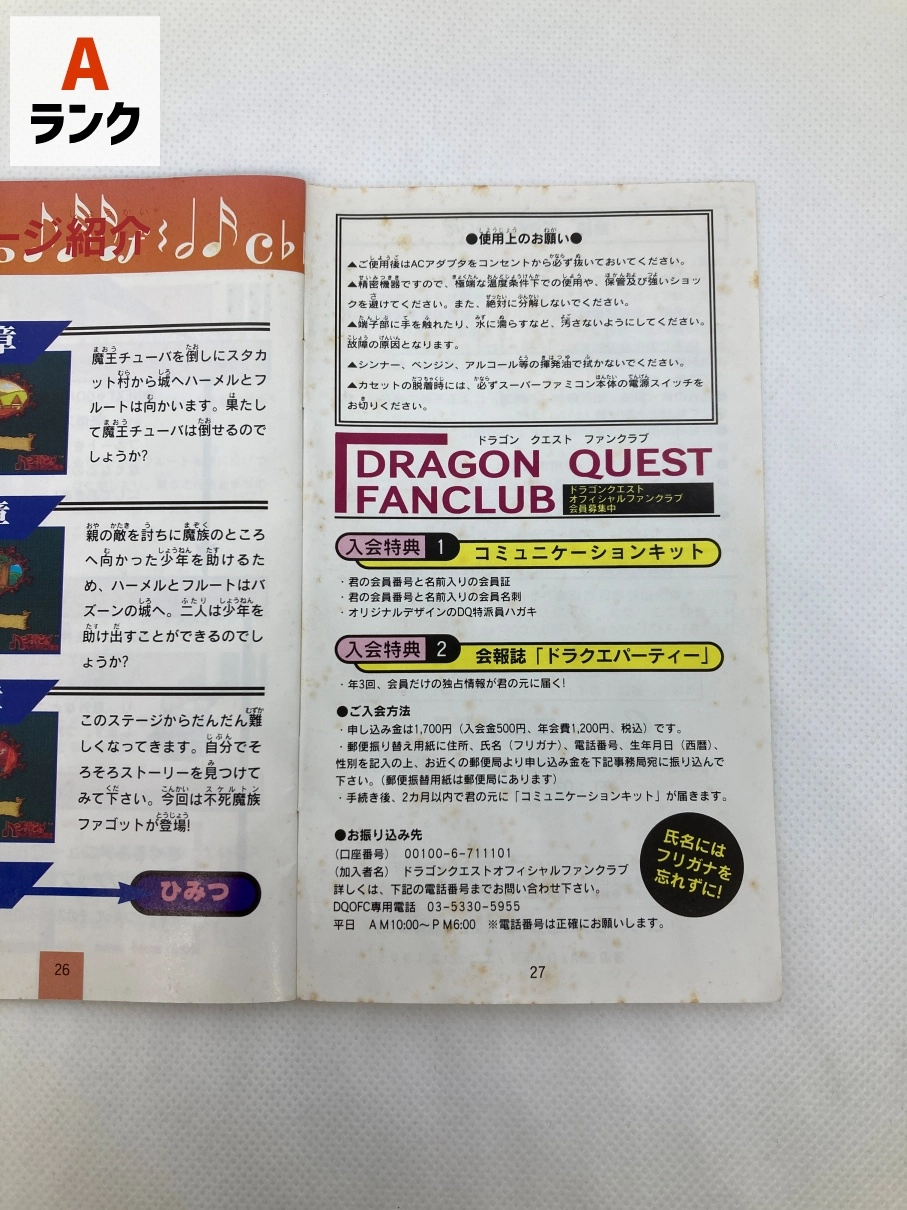 A
ランク
ージ紹介
章
魔王チューバを倒しにスタカ
ット村から城へハーメルとフ
ルートは向かいます。果たし
て魔王チューバは倒せるので
しょうか?
章
親の敵を討ちに魔族のところ
へ向かった少年を助けるた
め、ハーメルとフルートはバ
ズーンの城へ。二人は少年を
助け出すことができるのでし
ょうか?
このステージからだんだん難
しくなってきます。自分でそ
ろそろストーリーを見つけて
みて下さい。今回は不死魔族
ファゴットが登場!
ひみつ
26
●使用上のお願い●
▲ご使用後はACアダプタをコンセントから必ず抜いておいてください。
▲精密機器ですので、極端な温度条件下での使用や、保管及び強いショッ
クを避けてください。また、絶対に分解しないでください。
▲端子部に手を触れたり、水に濡らすなど、汚さないようにしてください。
故障の原因となります。
▲シンナー、ベンジン、アルコール等の揮発油で拭かないでください。
▲カセットの脱着時には、必ずスーパーファミコン本体の電源スイッチを
お切りください。
ドラゴン クエスト ファンクラブ
DRAGON QUEST
FANCLUB
ドラゴンクエスト
オフィシャルファンクラブ
会員募集中
入会特典 1 コミュニケーションキット
・君の会員番号と名前入りの会員証
・君の会員番号と名前入りの会員名刺
・オリジナルデザインのDQ特派員ハガキ
入会特典 2 会報誌「ドラクエパーティー」
・年3回、会員だけの独占情報が君の元に届く!
●ご入会方法
・申し込み金は1,700円（入会金500円、年会費1,200円、税込）です。
・郵便振り替え用紙に住所、氏名（フリガナ）、電話番号、生年月日（西暦）、
性別を記入の上、お近くの郵便局より申し込み金を下記事務局宛に振り込んで
下さい。（郵便振替用紙は郵便局にあります）
・手続き後、2カ月以内で君の元に「コミュニケーションキット」が届きます。
●お振り込み先
（口座番号） 00100-6-711101
（加入者名） ドラゴンクエストオフィシャルファンクラブ
詳しくは、下記の電話番号までお問い合わせ下さい。
DQOFC専用電話 03-5330-5955
平日 AM10:00～PM6:00 ※電話番号は正確にお願いします。
氏名には
フリガナを
忘れずに!
27